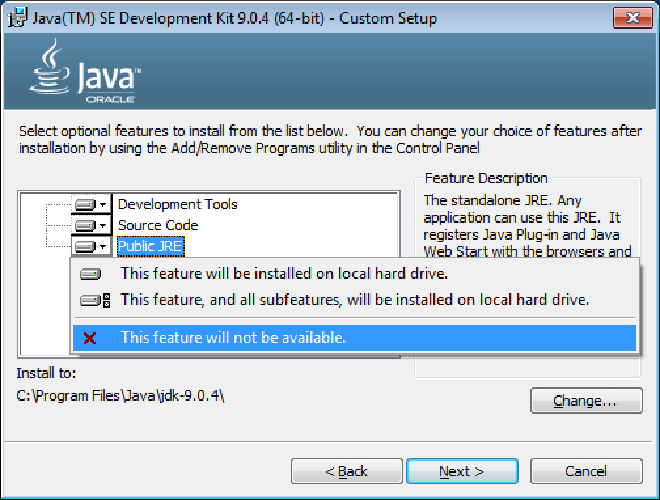 Java(TM) SE Development Kit 9.0.4 (64-bit) - Custom Setup
Java™
ORACLE
Select optional features to install from the list below.  You can change your choice of features after
installation by using the Add/Remove Programs utility in the Control Panel
Feature Description
Development Tools
Source Code
Public JRE
The standalone JRE. Any
application can use this JRE.  It
registers Java Plug-in and Java
Web Start with the browsers and
This feature will be installed on local hard drive.
This feature, and all subfeatures, will be installed on local hard drive.
This feature will not be available.
Install to:
C:\Program Files\Java\jdk-9.0.4\
Change...
< Back
Next >
Cancel